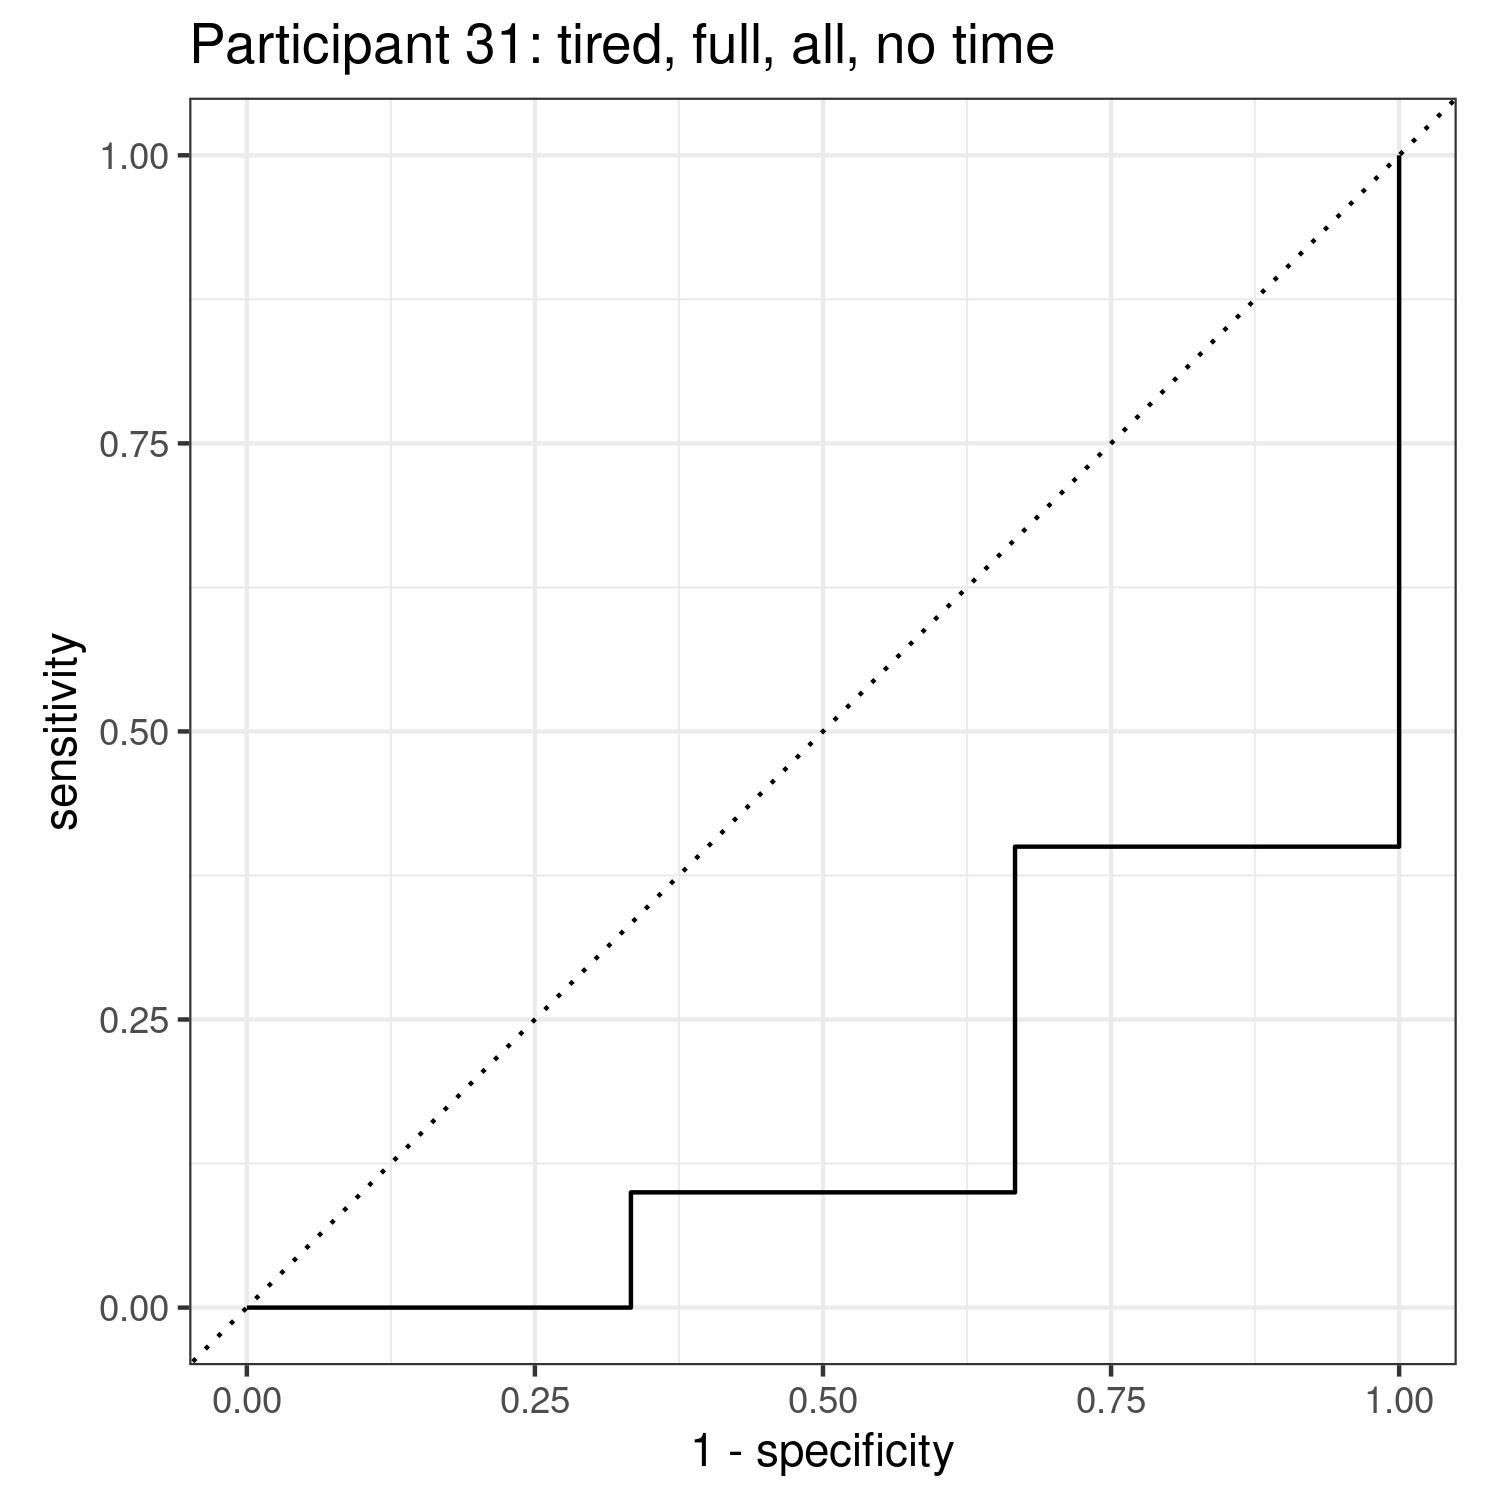 Participant 31: tired, full, all, no time
1.00
0.75
0.50
0.25
0.00
sensitivity
0.00 0.25 0.50 0.75 1.00
1 - specificity